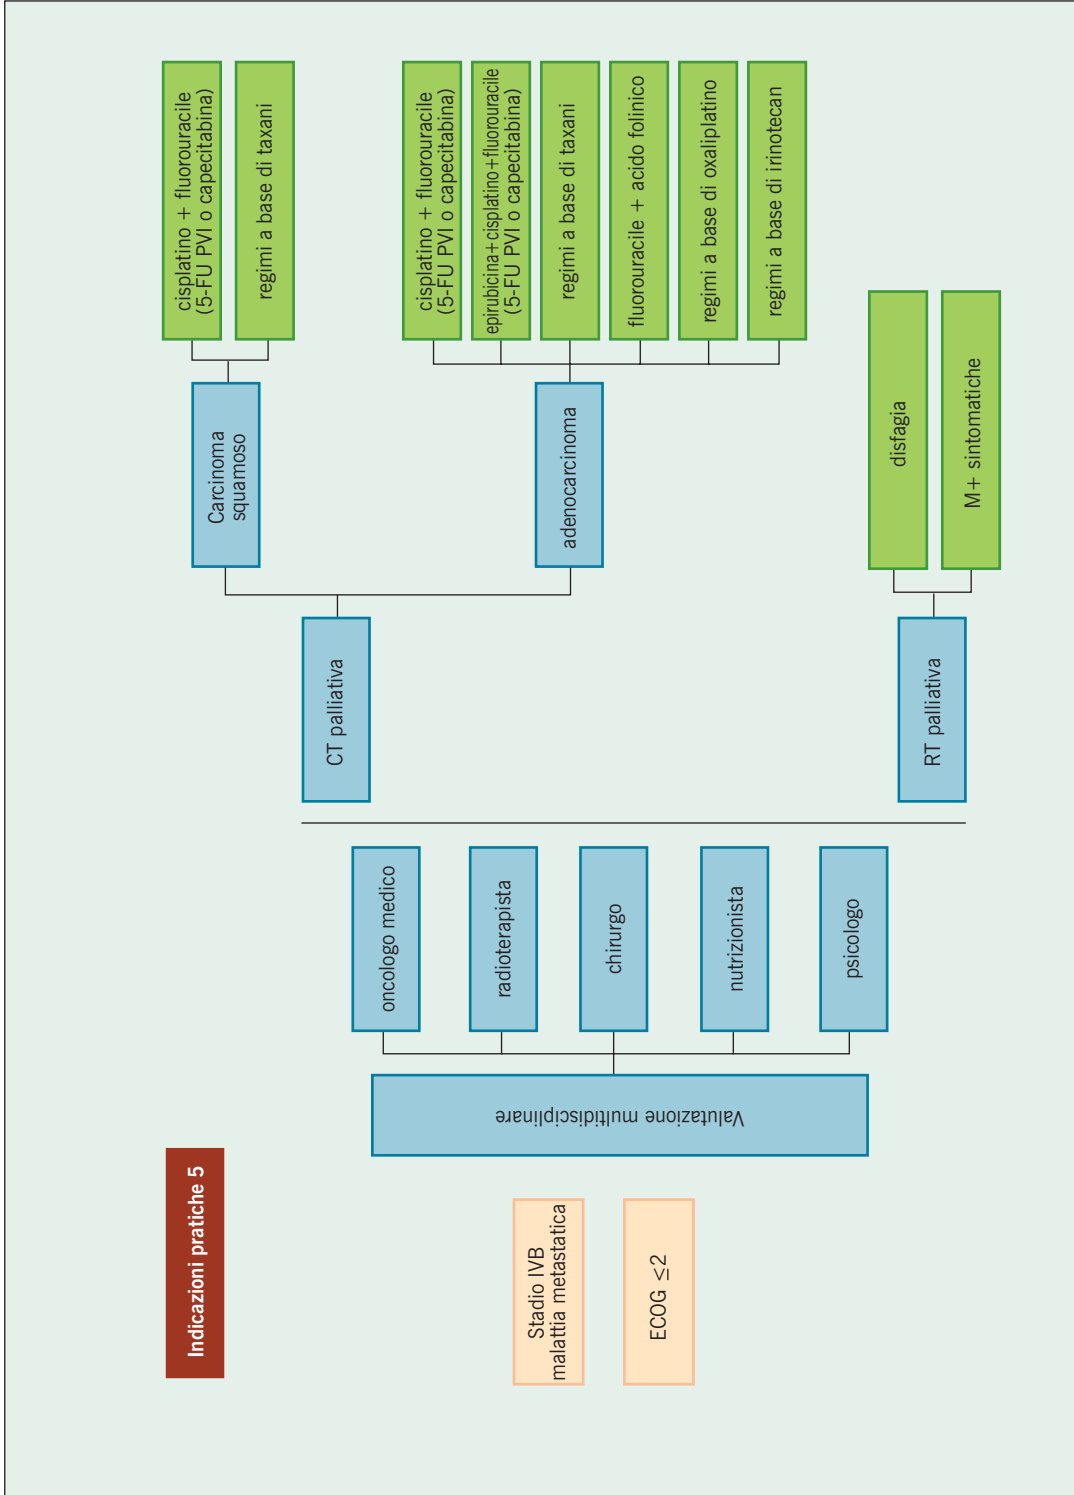 Indicazioni pratiche 5
Stadio IVB
malattia metastatica
ECOG ≤2
Valutazione multidisciplinare
oncologo medico
radioterapista
chirurgo
nutrizionista
psicologo
CT palliativa
Carcinoma
squamoso
cisplatino + fluorouracile
(5-FU PVI o capecitabina)
regimi a base di taxani
adenocarcinoma
cisplatino + fluorouracile
(5-FU PVI o capecitabina)
epirubicina+cisplatino+fluorouracile
(5-FU PVI o capecitabina)
regimi a base di taxani
fluorouracile + acido folinico
regimi a base di oxaliplatino
regimi a base di irinotecan
RT palliativa
disfagia
M+ sintomatiche